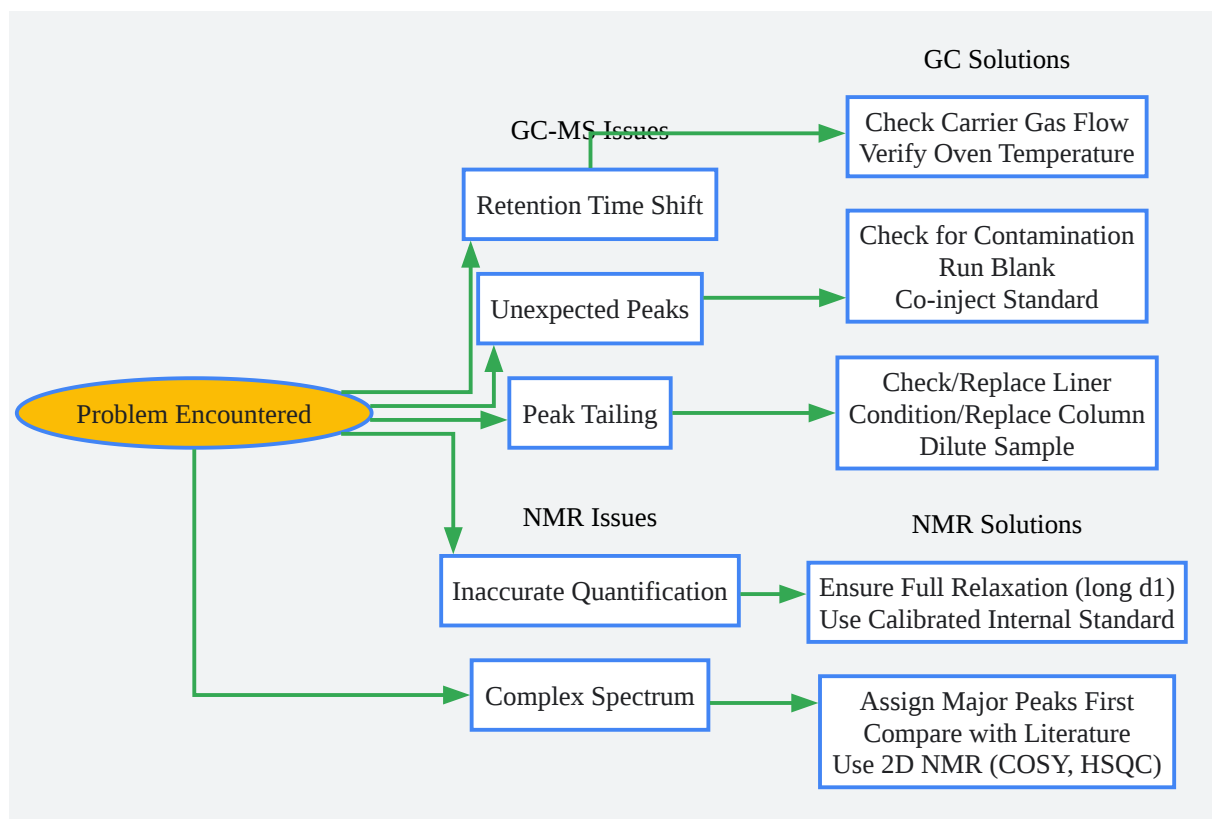 GC Solutions
GC-MS Issues
Check Carrier Gas Flow
Verify Oven Temperature
Retention Time Shift
Check for Contamination
Run Blank
Co-inject Standard
Unexpected Peaks
Problem Encountered
Peak Tailing
Check/Replace Liner
Condition/Replace Column
Dilute Sample
NMR Issues
NMR Solutions
Inaccurate Quantification
Ensure Full Relaxation (long d1)
Use Calibrated Internal Standard
Complex Spectrum
Assign Major Peaks First
Compare with Literature
Use 2D NMR (COSY, HSQC)